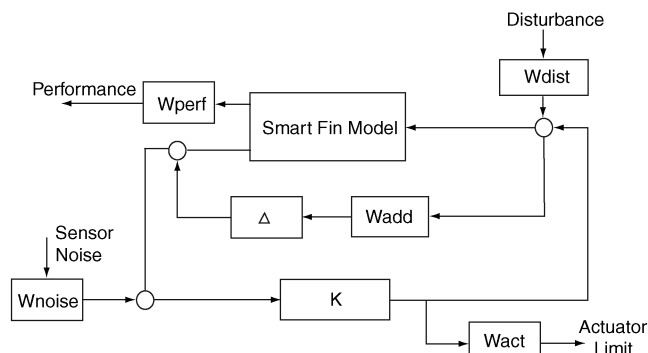 Disturbance
Wdist
Performance
Wperf
Smart Fin Model
Δ
Wadd
Sensor
Noise
Wnoise
K
Wact
Actuator
Limit